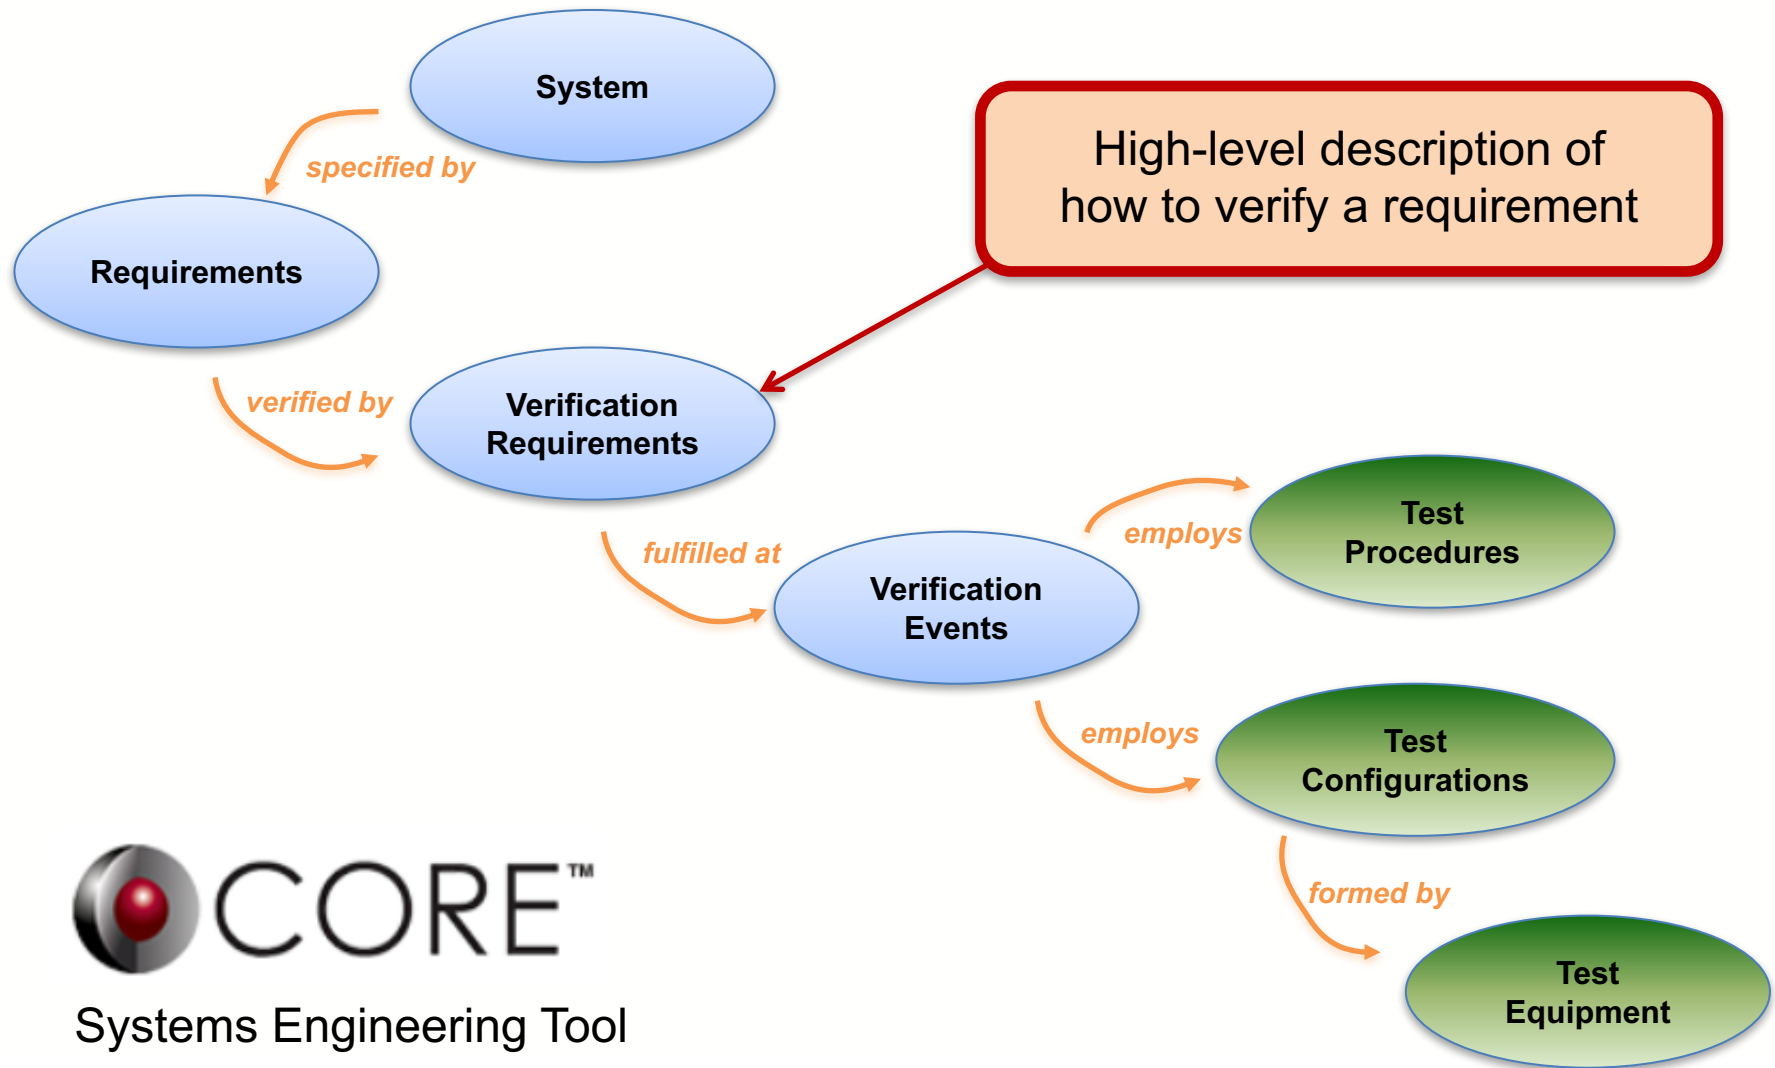 System
High-level description of
how to verify a requirement
specified by
Requirements
verified by
Verification
Requirements
fulfilled at
Verification
Events
employs
Test
Procedures
employs
Test
Configurations
formed by
Test
Equipment
CORE™
Systems Engineering Tool